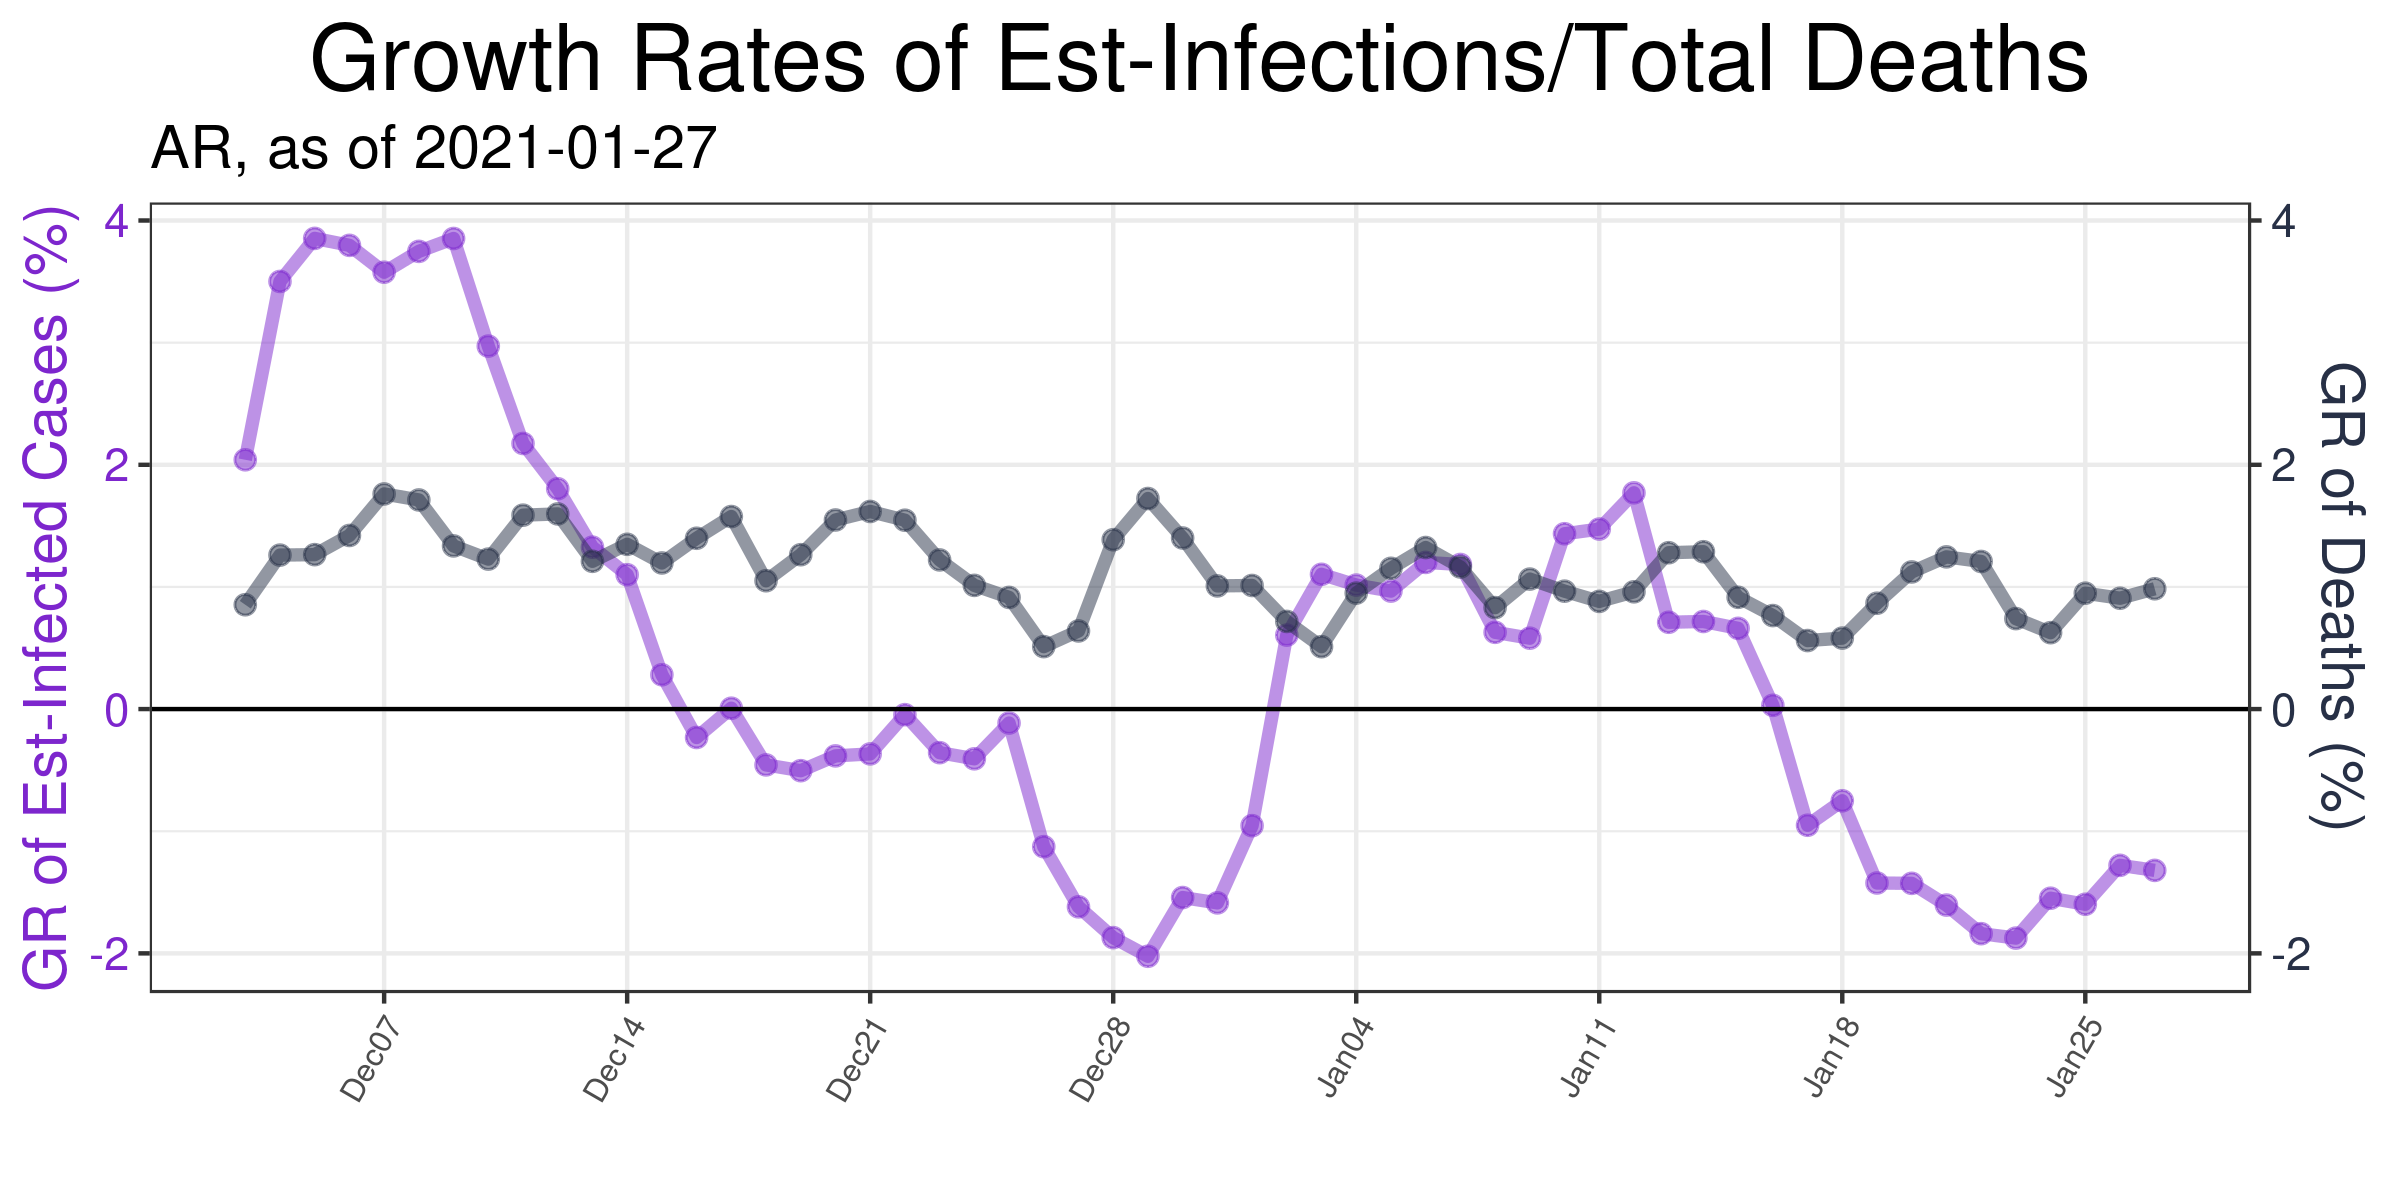 Growth Rates of Est-Infections/Total Deaths
AR, as of 2021-01-27
GR of Est-Infected Cases (%)
4
2
0
-2
4
2
0
-2
GR of Deaths (%)
Dec07
Dec14
Dec21
Dec28
Jan04
Jan11
Jan18
Jan25